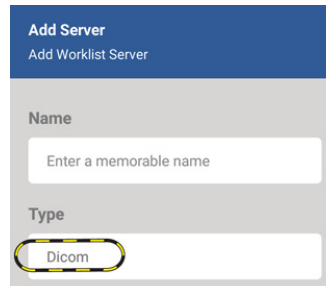 Add Server
Add Worklist Server
Name
Enter a memorable name
Type
Dicom